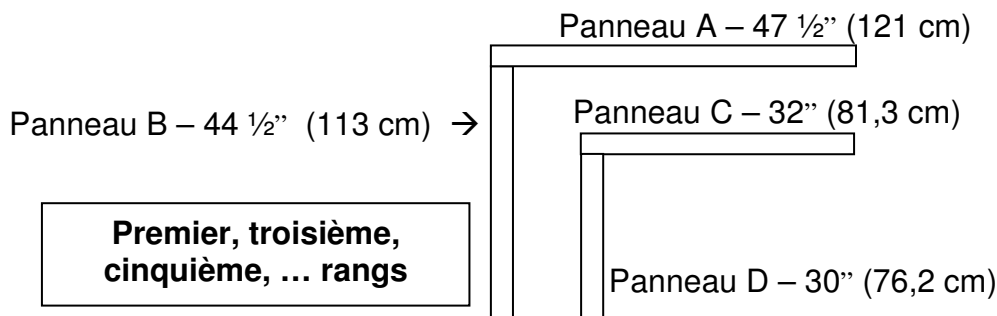 Panneau A – 47 ½” (121 cm)
Panneau B – 44 ½” (113 cm) →
Panneau C – 32” (81,3 cm)
Premier, troisième,
cinquième, … rangs
Panneau D – 30” (76,2 cm)